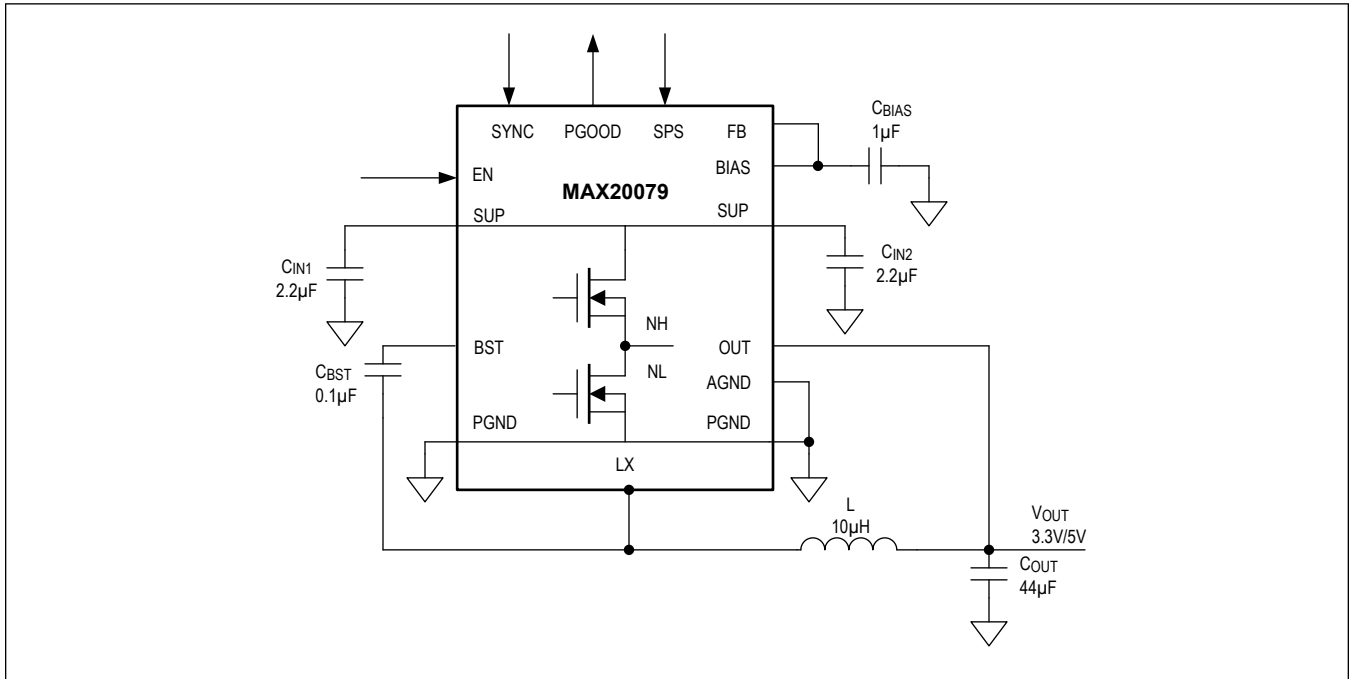 SYNC PGOOD SPS FB
CBIAS
1µF
BIAS
EN
MAX20079
SUP
SUP
CIN1
2.2µF
CIN2
2.2µF
NH
BST
OUT
NL
CBST
0.1µF
AGND
PGND
PGND
LX
L
10µH
VOUT
3.3V/5V
COUT
44µF